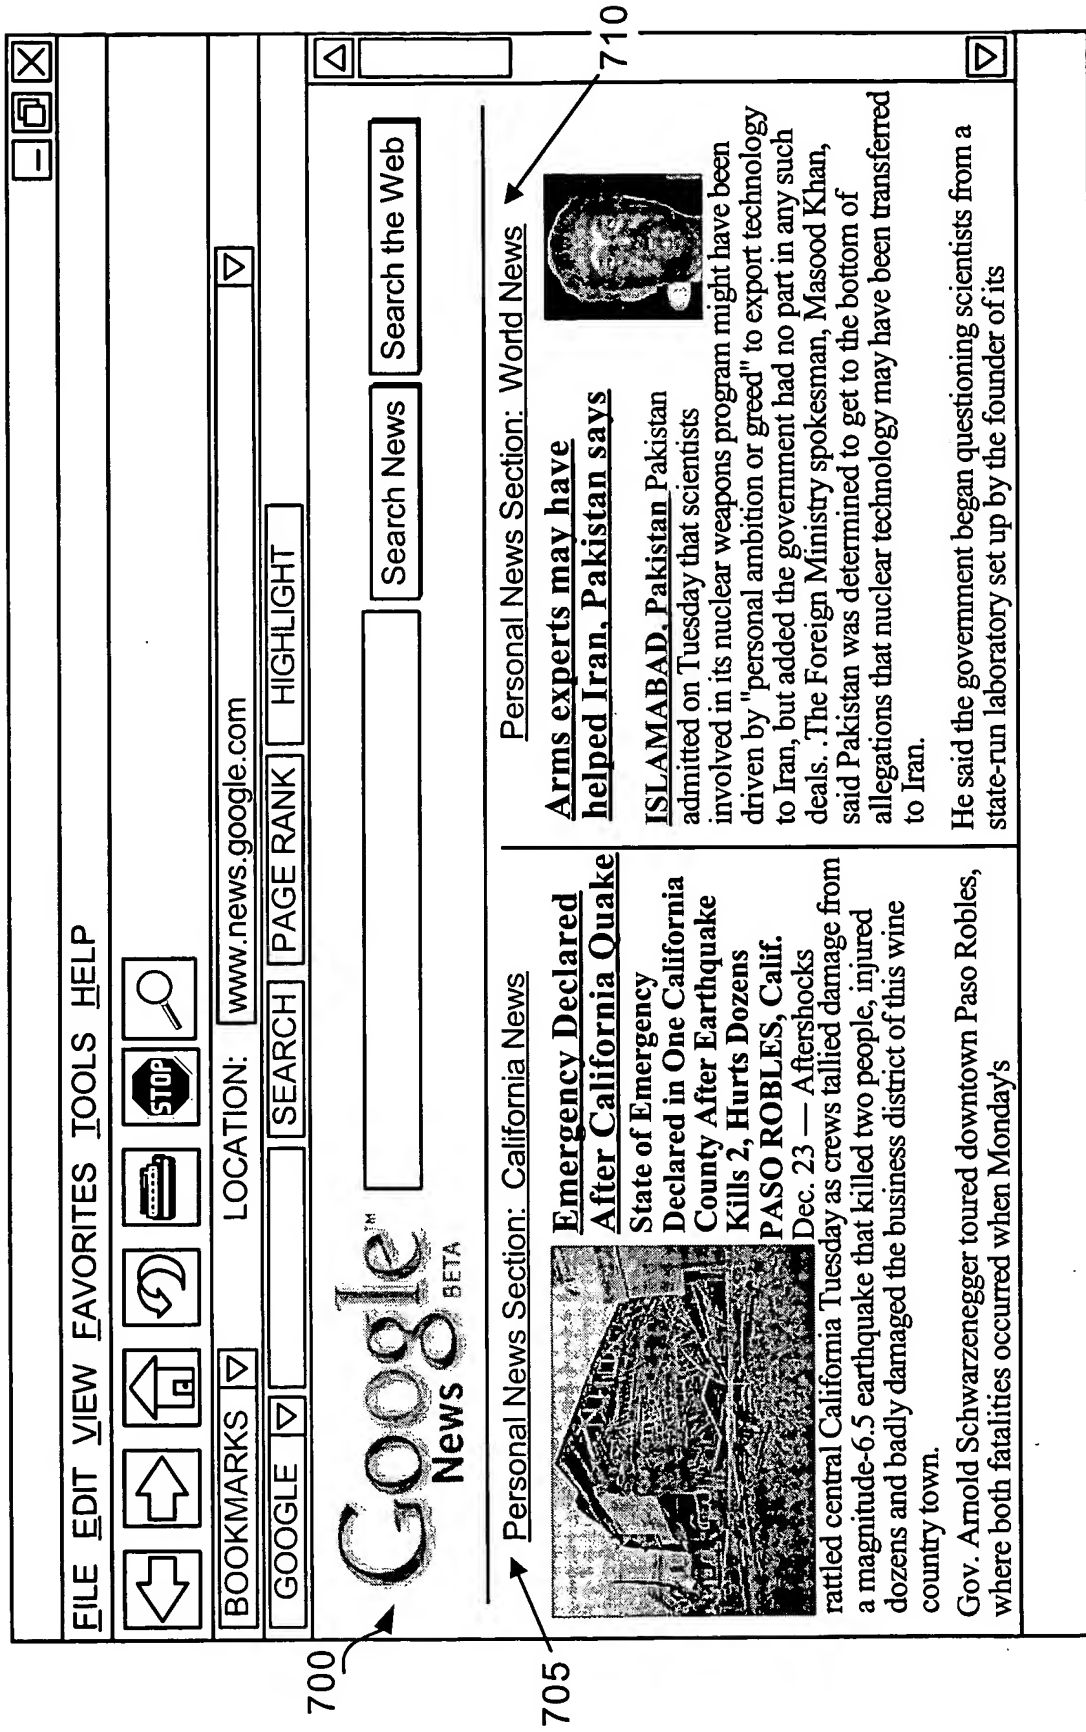 FILE EDIT VIEW FAVORITES TOOLS HELP
STOP
BOOKMARKS
LOCATION:
www.news.google.com
GOOGLE
SEARCH
PAGE RANK
HIGHLIGHT
700
Google™
News BETA
Search News
Search the Web
705
Personal News Section: California News
Emergency Declared
After California Quake
State of Emergency
Declared in One California
County After Earthquake
Kills 2, Hurts Dozens
PASO ROBLES, Calif.
Dec. 23 — Aftershocks
rattled central California Tuesday as crews tallied damage from
a magnitude-6.5 earthquake that killed two people, injured
dozens and badly damaged the business district of this wine
country town.
Gov. Arnold Schwarzenegger toured downtown Paso Robles,
where both fatalities occurred when Monday's
710
Personal News Section: World News
Arms experts may have
helped Iran, Pakistan says
ISLAMABAD, Pakistan Pakistan
admitted on Tuesday that scientists
involved in its nuclear weapons program might have been
driven by "personal ambition or greed" to export technology
to Iran, but added the government had no part in any such
deals. .The Foreign Ministry spokesman, Masood Khan,
said Pakistan was determined to get to the bottom of
allegations that nuclear technology may have been transferred
to Iran.
He said the government began questioning scientists from a
state-run laboratory set up by the founder of its